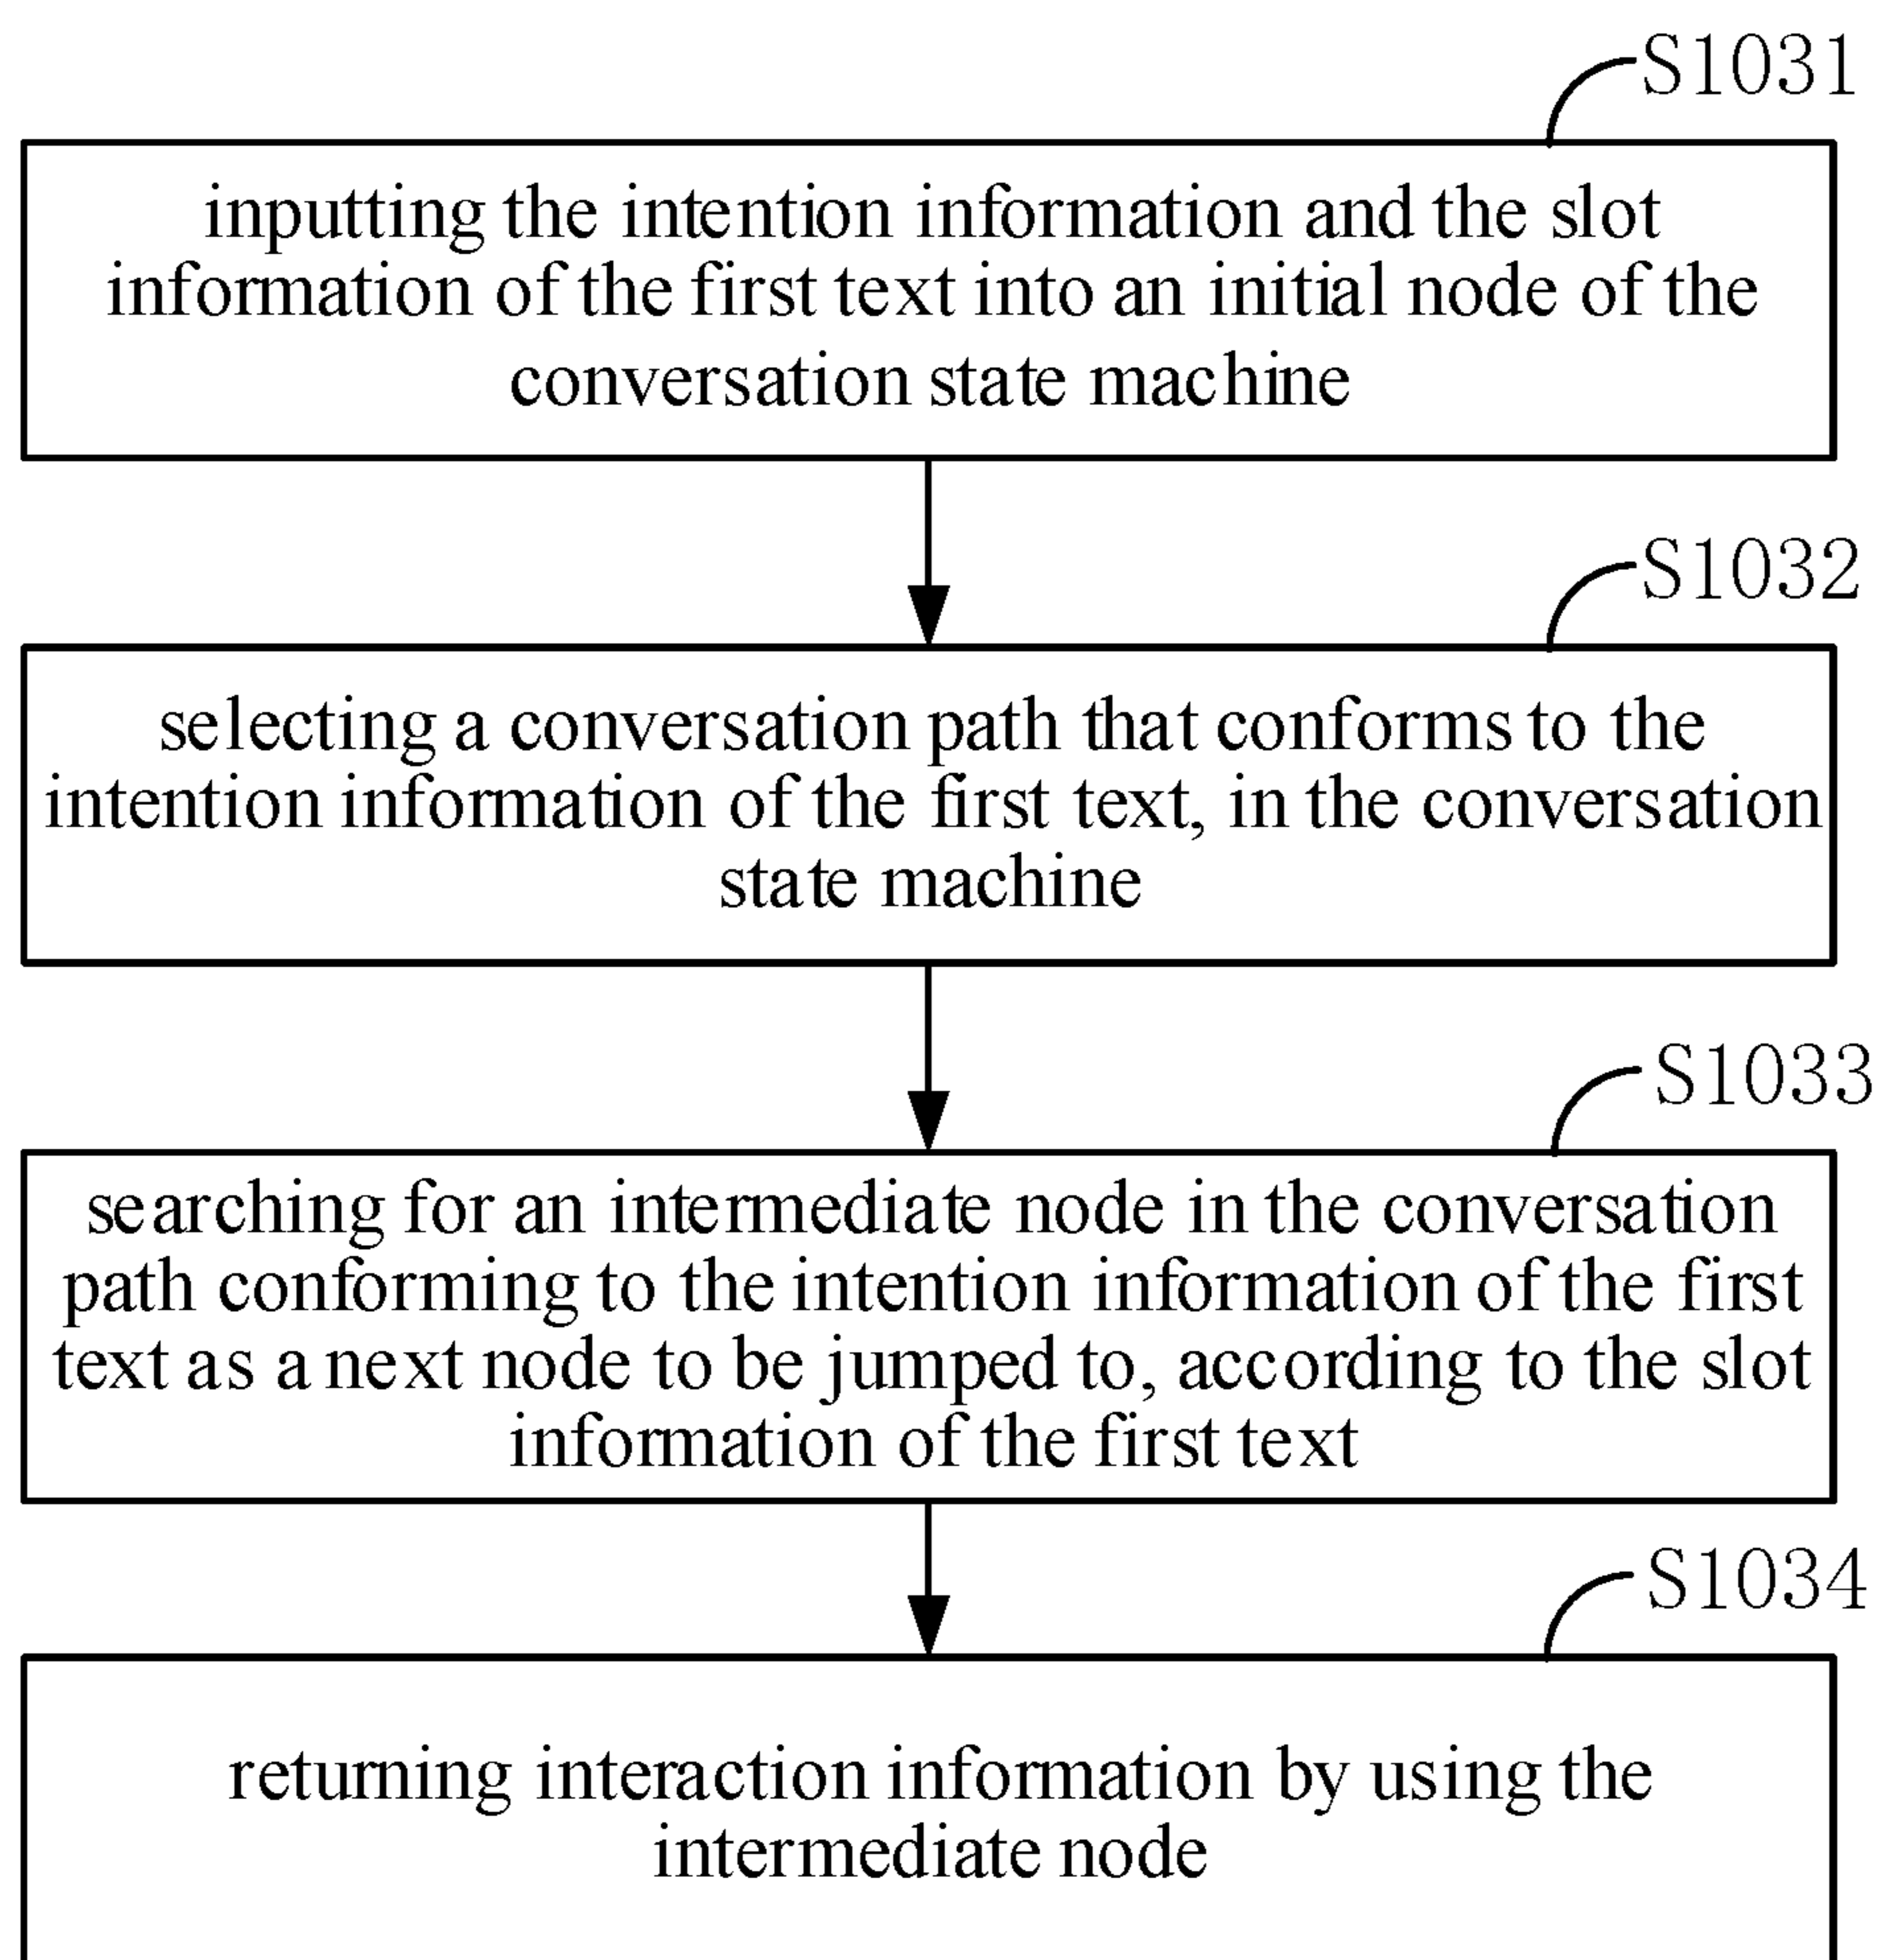 S1031
inputting the intention information and the slot
information of the first text into an initial node of the
conversation state machine
S1032
selecting a conversation path that conforms to the
intention information of the first text, in the conversation
state machine
S1033
searching for an intermediate node in the conversation
path conforming to the intention information of the first
text as a next node to be jumped to, according to the slot
information of the first text
S1034
returning interaction information by using the
intermediate node